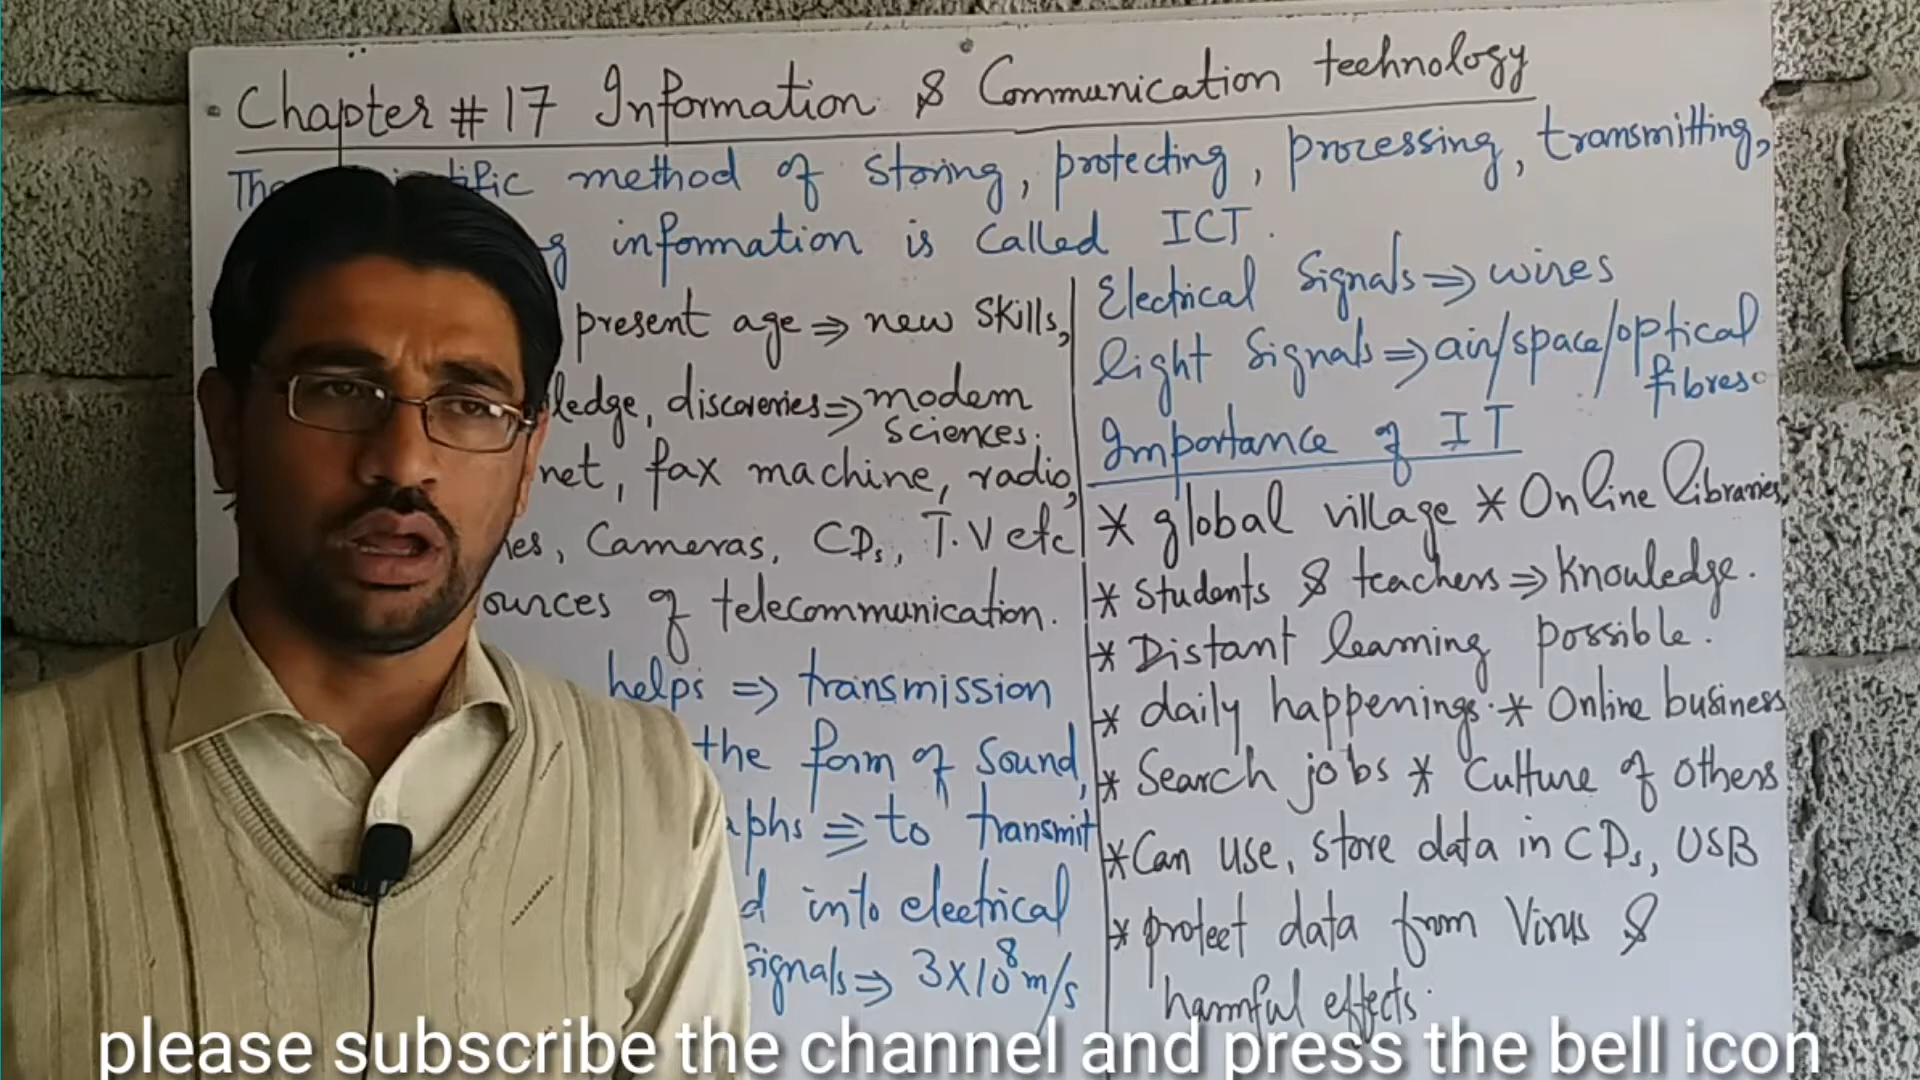 Chapter # 17 Information & Communication technology
method of storing, protecting, processing, transmitting,
information is called ICT.
present age ⇒ new skills,
discoveries ⇒ modern
sciences.
fax machine, radio,
Cameras, CDs, T.V etc
of telecommunication.
helps ⇒ transmission
the form of sound,
⇒ to transmit
into electrical
signals ⇒ 3x10⁸ m/s
Electrical Signals ⇒ wires
light Signals ⇒ air/space/optical
fibres.
Importance of IT
* global village * Online libraries,
* Students & teachers ⇒ Knowledge.
* Distant learning possible.
* daily happenings. * Online business
* Search jobs * Culture of others
* Can use, store data in CDs, USB
* protect data from Virus &
harmful effects.
please subscribe the channel and press the bell icon